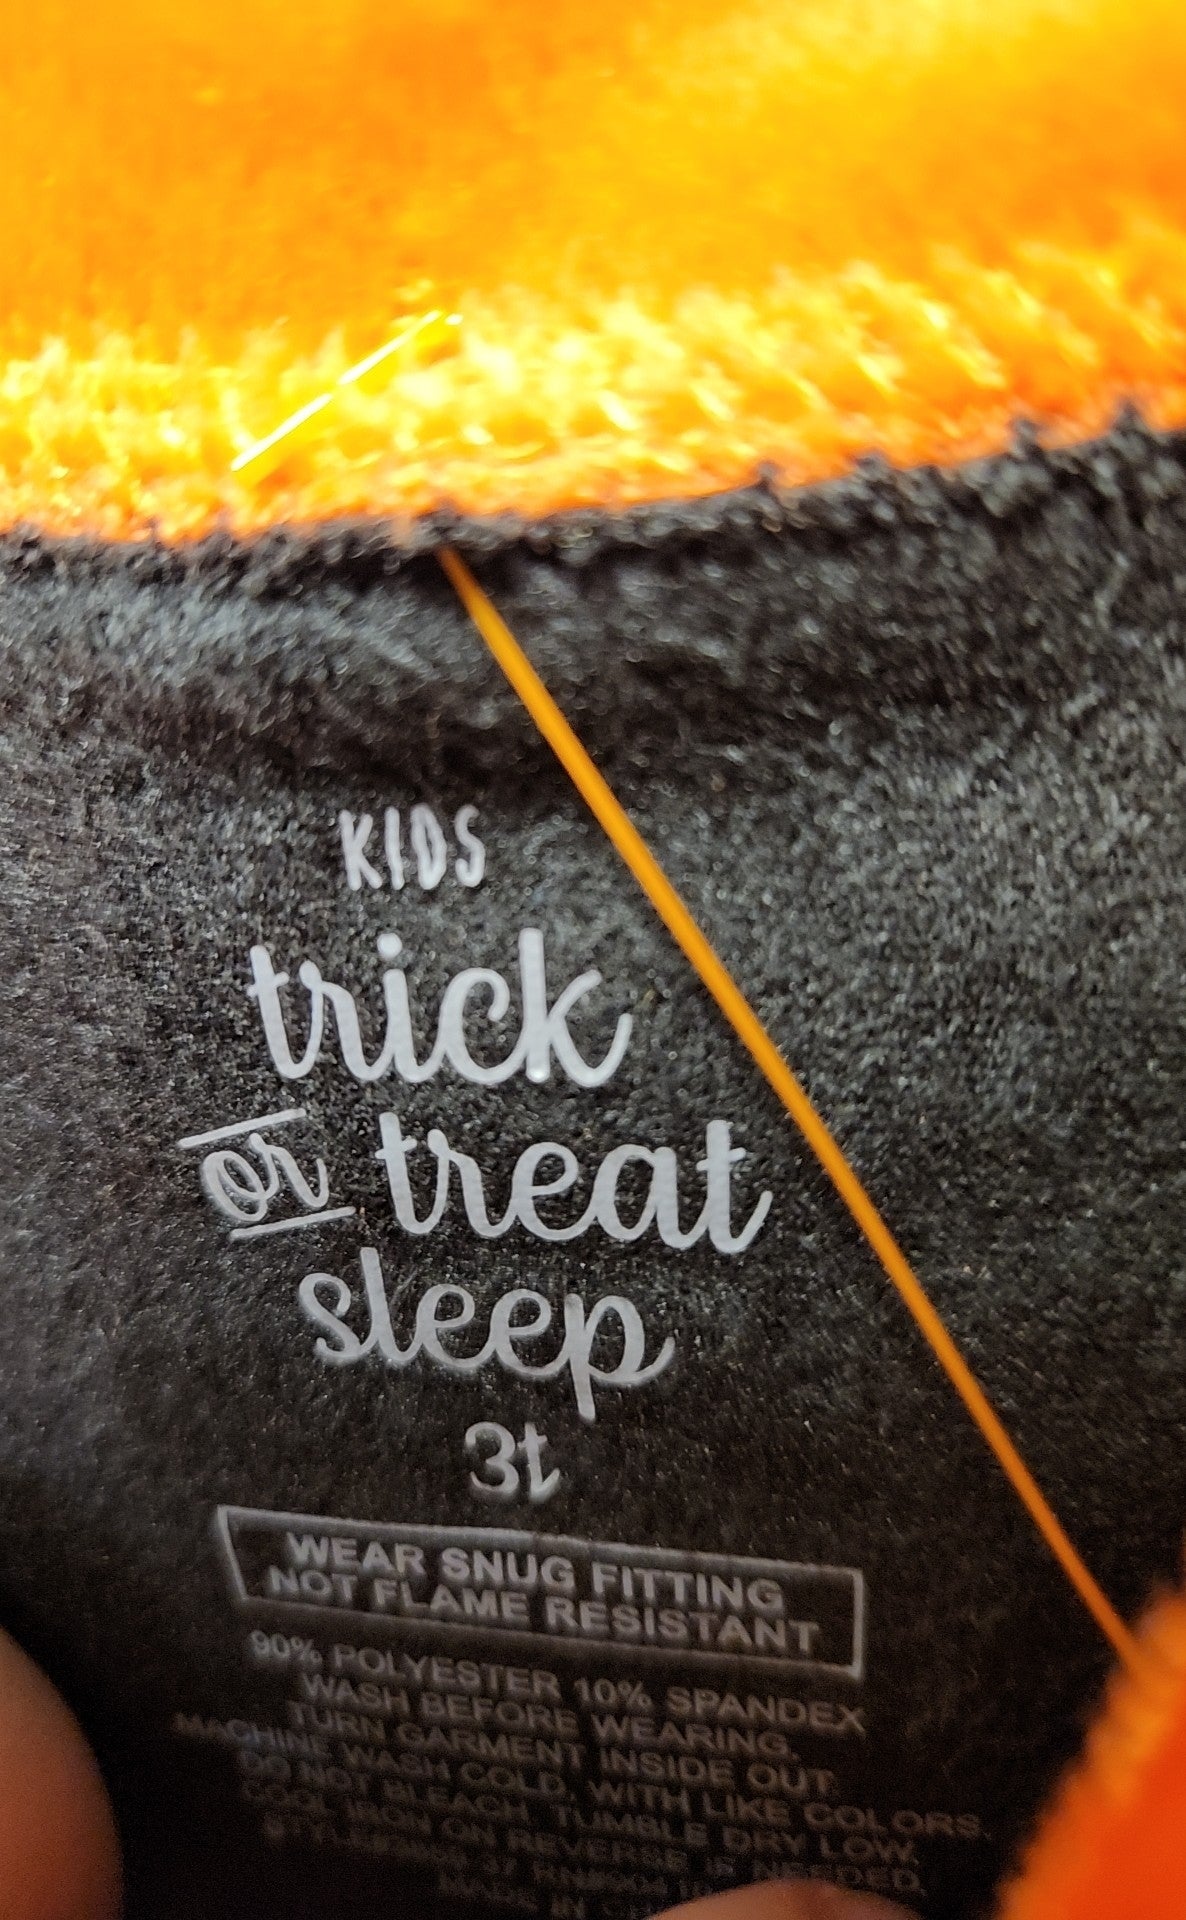 KIDS
trick
or treat
sleep
3t
WEAR SNUG FITTING
NOT FLAME RESISTANT
90% POLYESTER 10% SPANDEX
WASH BEFORE WEARING.
TURN GARMENT INSIDE OUT.
MACHINE WASH COLD, WITH LIKE COLORS.
DO NOT BLEACH, TUMBLE DRY LOW.
COOL IRON ON REVERSE IF NEEDED.
MADE IN